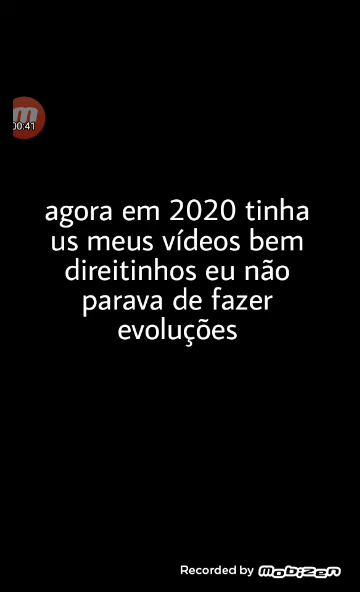 00:41
agora em 2020 tinha
us meus vídeos bem
direitinhos eu não
parava de fazer
evoluções
Recorded by mobizen